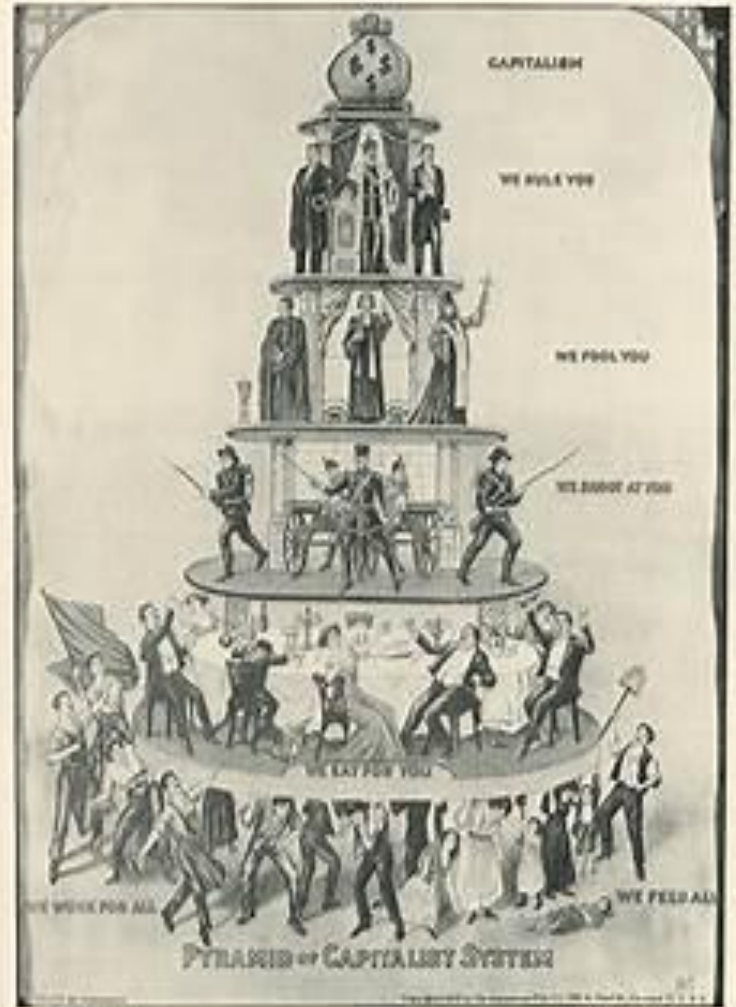 CAPITALISM
WE RULE YOU
WE FOOL YOU
WE SHOOT AT YOU
WE EAT FOR YOU
WE WORK FOR ALL
WE FEED ALL
PYRAMID OF CAPITALIST SYSTEM